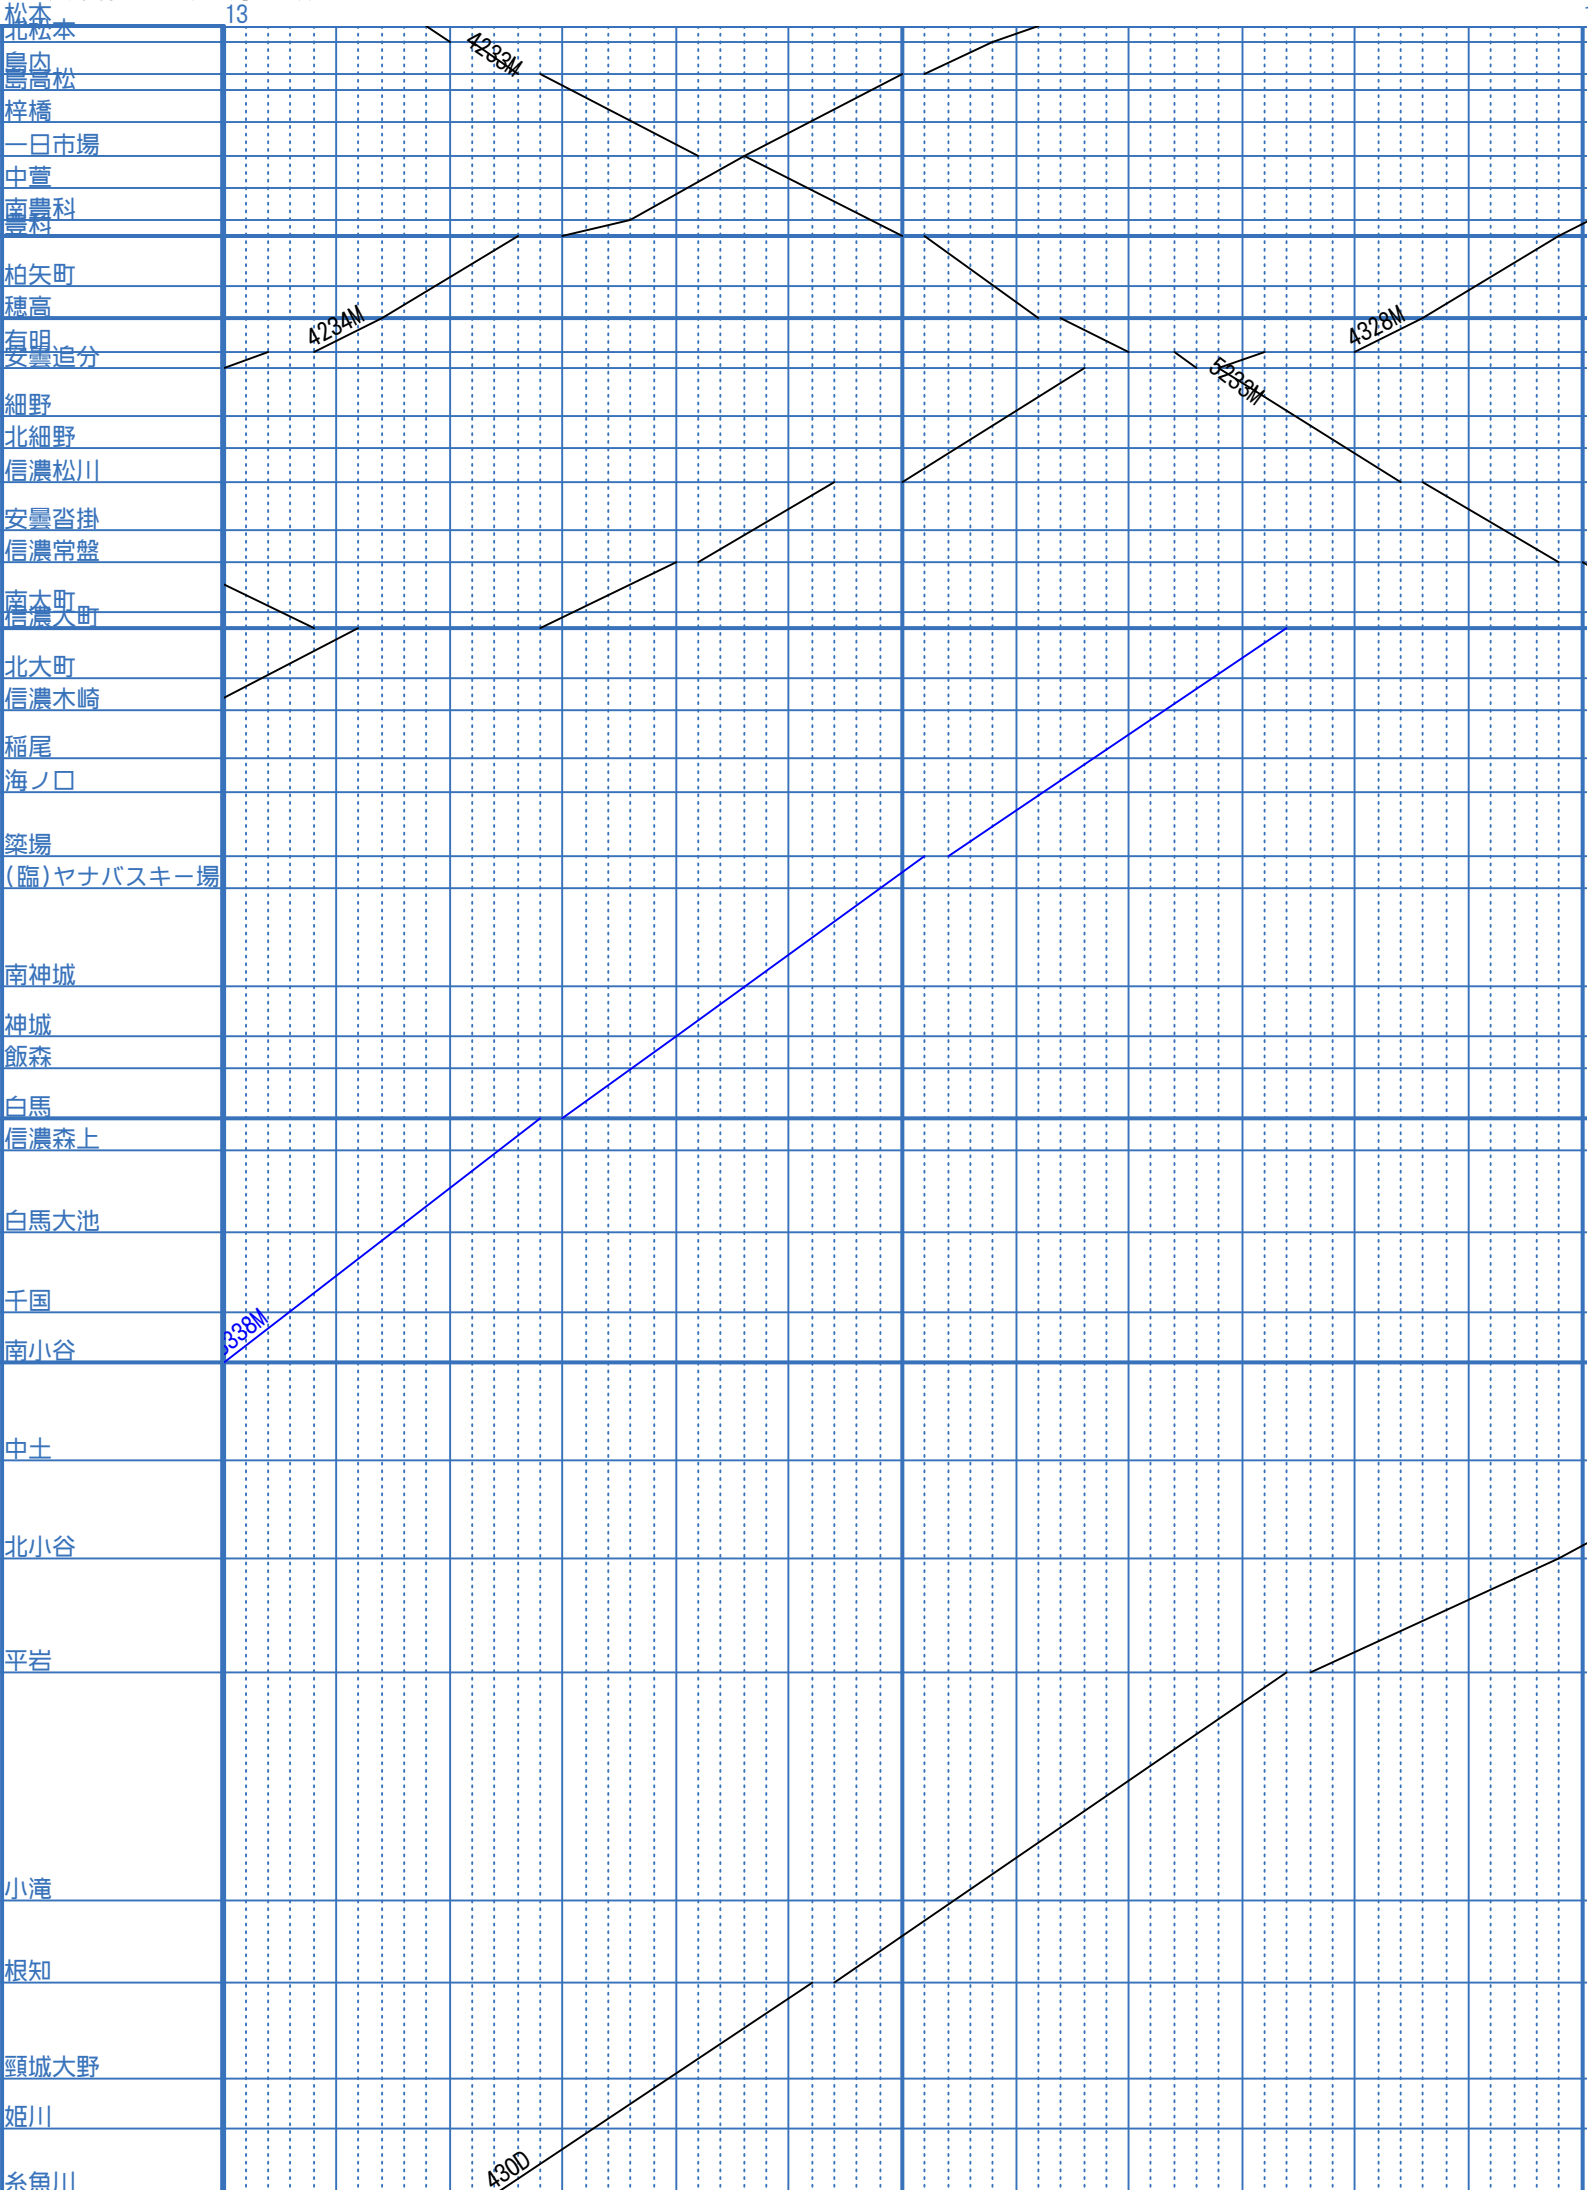 松本
13
北松本
島内
島高松
梓橋
一日市場
中萱
南豊科
豊科
柏矢町
穂高
有明
安曇追分
細野
北細野
信濃松川
安曇沓掛
信濃常盤
南大町
信濃大町
北大町
信濃木崎
稲尾
海ノ口
簗場
(臨)ヤナバスキー場
南神城
神城
飯森
白馬
信濃森上
白馬大池
千国
南小谷
中土
北小谷
平岩
小滝
根知
頸城大野
姫川
糸魚川
4233M
4234M
4328M
5233M
338M
430D